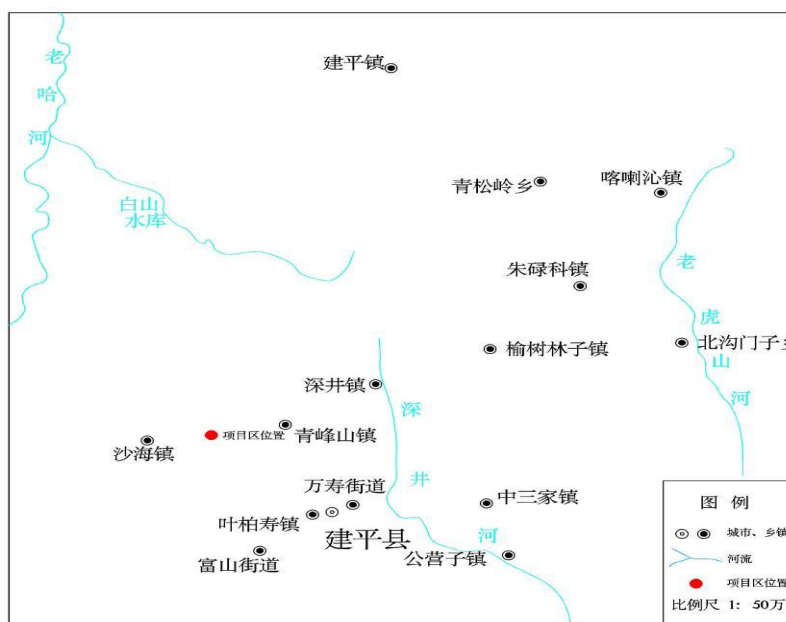 建平镇
老
哈
河
青松岭乡
喀喇沁镇
白山
水库
朱碌科镇
老
虎
山
河
北沟门子乡
榆树林子镇
深井镇
深
井
河
青峰山镇
项目区位置
沙海镇
万寿街道
中三家镇
叶柏寿镇
建平县
富山街道
公营子镇
图 例
城市、乡镇
河流
项目区位置
比例尺 1: 50万